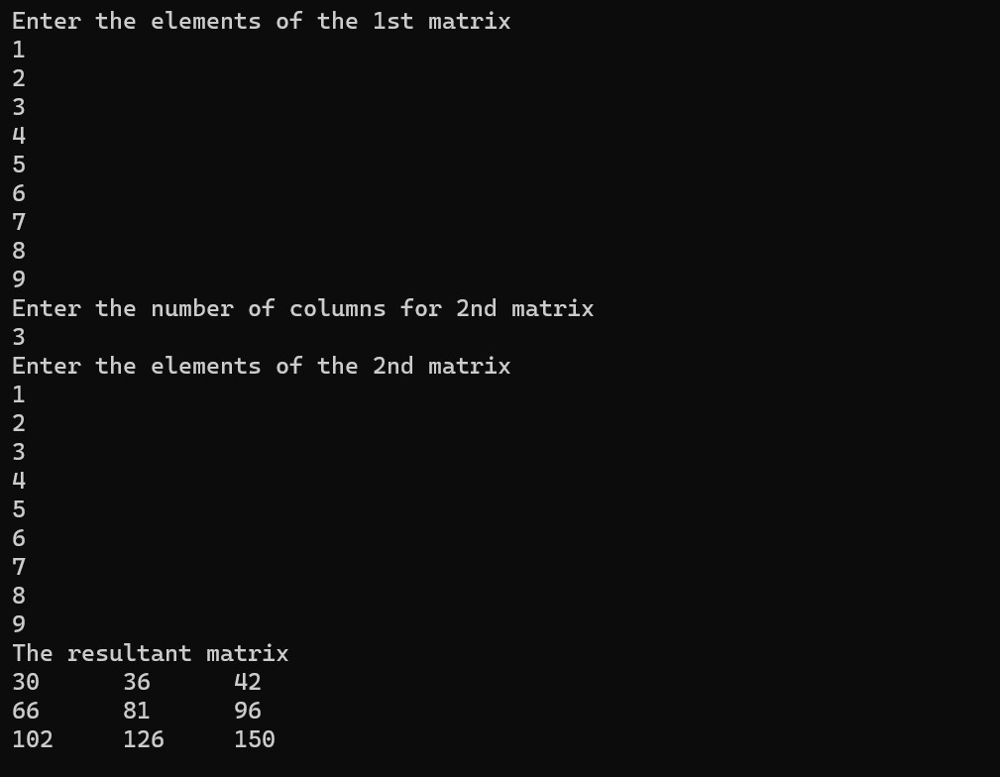 Enter the elements of the 1st matrix
1
2
3
4
5
6
7
8
9
Enter the number of columns for 2nd matrix
3
Enter the elements of the 2nd matrix
1
2
3
4
5
6
7
8
9
The resultant matrix
30	36	42
66	81	96
102	126	150